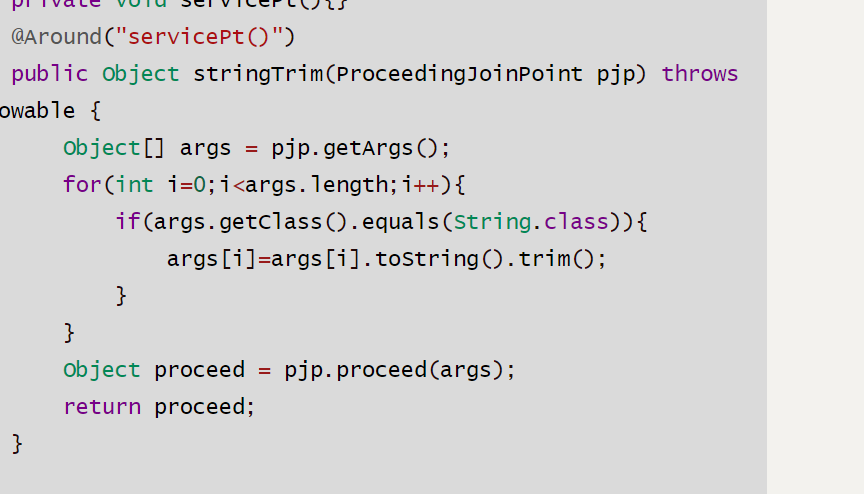 private void servicePt(){}
@Around("servicePt()")
public Object stringTrim(ProceedingJoinPoint pjp) throws
owable {
Object[] args = pjp.getArgs();
for(int i=0;i<args.length;i++){
if(args.getClass().equals(String.class)){
args[i]=args[i].toString().trim();
}
}
Object proceed = pjp.proceed(args);
return proceed;
}